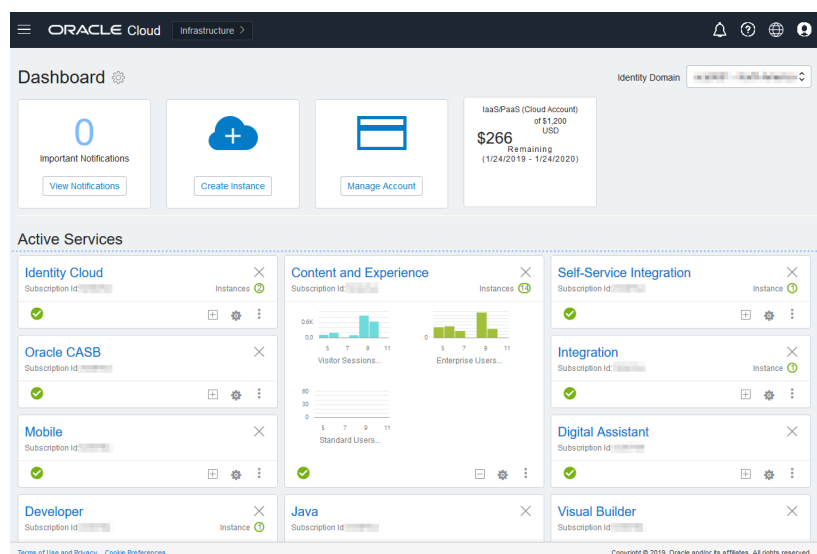 ORACLE Cloud Infrastructure >
Dashboard Identity Domain
0
Important Notifications
View Notifications
Create Instance
Manage Account
IaaS/PaaS (Cloud Account)
of $1,200
$266 USD
Remaining
(1/24/2019 - 1/24/2020)
Active Services
Identity Cloud
Subscription Id: Instances 2
Content and Experience
Subscription Id: Instances 14
0.6K
0.0
5 7 9 11
Visitor Sessions...
0
5 7 9 11
Enterprise Users...
60
30
0
5 7 9 11
Standard Users...
Self-Service Integration
Subscription Id: Instance 1
Oracle CASB
Subscription Id:
Integration
Subscription Id: Instance 1
Mobile
Subscription Id:
Digital Assistant
Subscription Id:
Developer
Subscription Id: Instance 1
Java
Subscription Id:
Visual Builder
Subscription Id:
Terms of Use and Privacy Cookie Preferences Copyright © 2019, Oracle and/or its affiliates. All rights reserved.